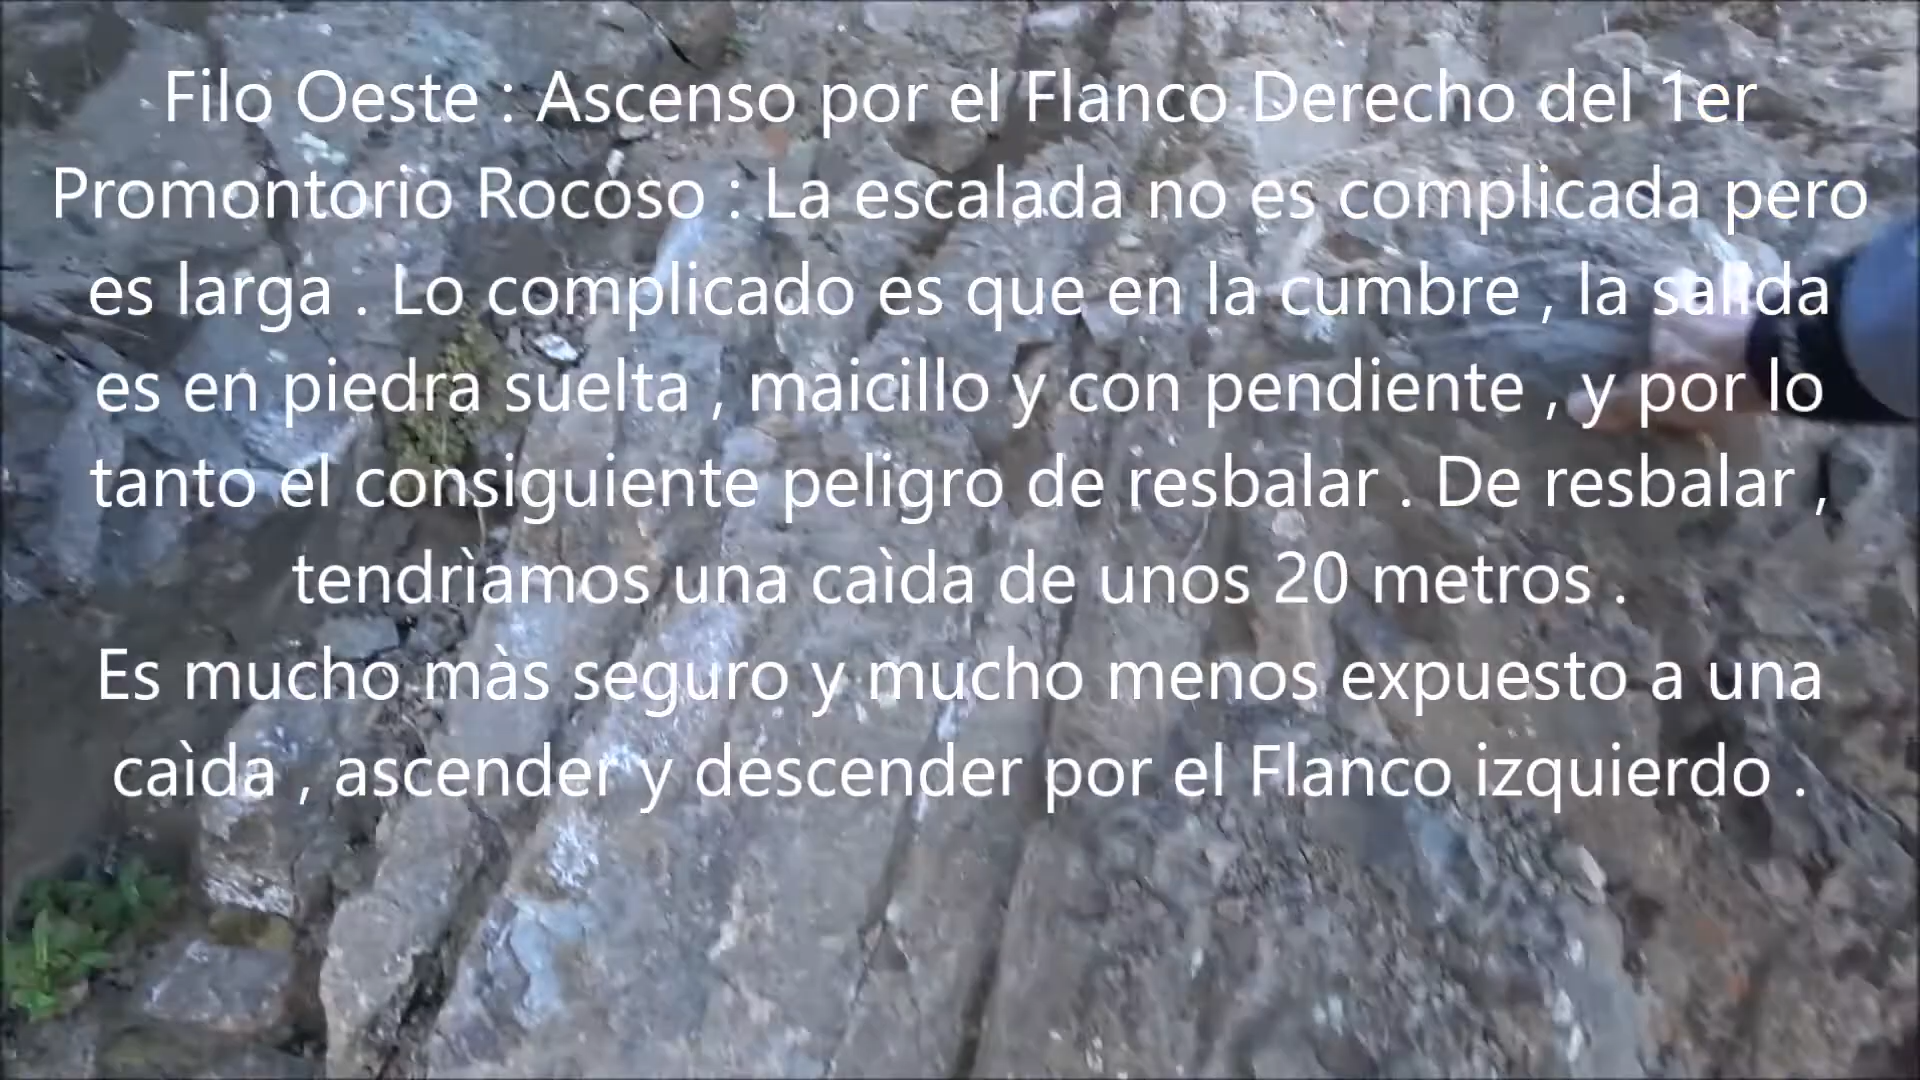 Filo Oeste : Ascenso por el Flanco Derecho del 1er
Promontorio Rocoso : La escalada no es complicada pero
es larga . Lo complicado es que en la cumbre , la salida
es en piedra suelta , maicillo y con pendiente , y por lo
tanto el consiguiente peligro de resbalar . De resbalar ,
tendrìamos una caìda de unos 20 metros .
Es mucho màs seguro y mucho menos expuesto a una
caìda , ascender y descender por el Flanco izquierdo .